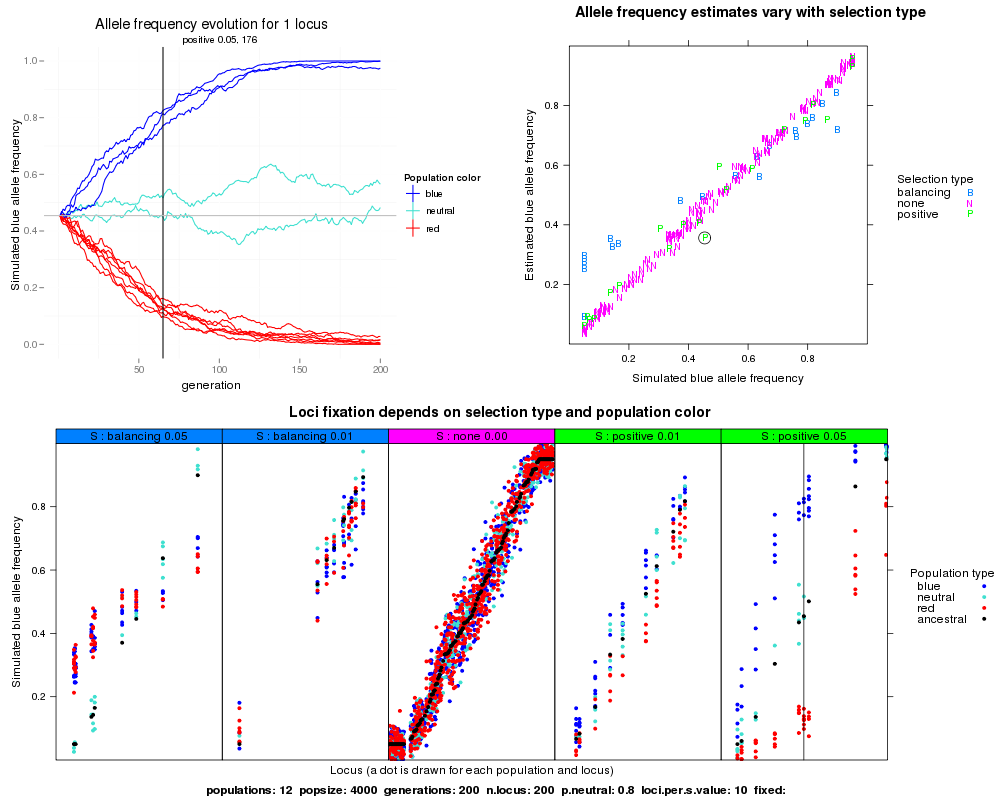 Allele frequency evolution for 1 locus
positive 0.05, 176
Simulated blue allele frequency
1.0
0.8
0.6
0.4
0.2
0.0
50
100
150
200
generation
Population color
blue
neutral
red
Allele frequency estimates vary with selection type
Estimated blue allele frequency
0.8
0.6
0.4
0.2
0.2
0.4
0.6
0.8
Simulated blue allele frequency
Selection type
balancing B
none N
positive P
Loci fixation depends on selection type and population color
S : balancing 0.05
S : balancing 0.01
S : none 0.00
S : positive 0.01
S : positive 0.05
Simulated blue allele frequency
0.8
0.6
0.4
0.2
Locus (a dot is drawn for each population and locus)
Population type
blue
neutral
red
ancestral
populations: 12 popsize: 4000 generations: 200 n.locus: 200 p.neutral: 0.8 loci.per.s.value: 10 fixed: